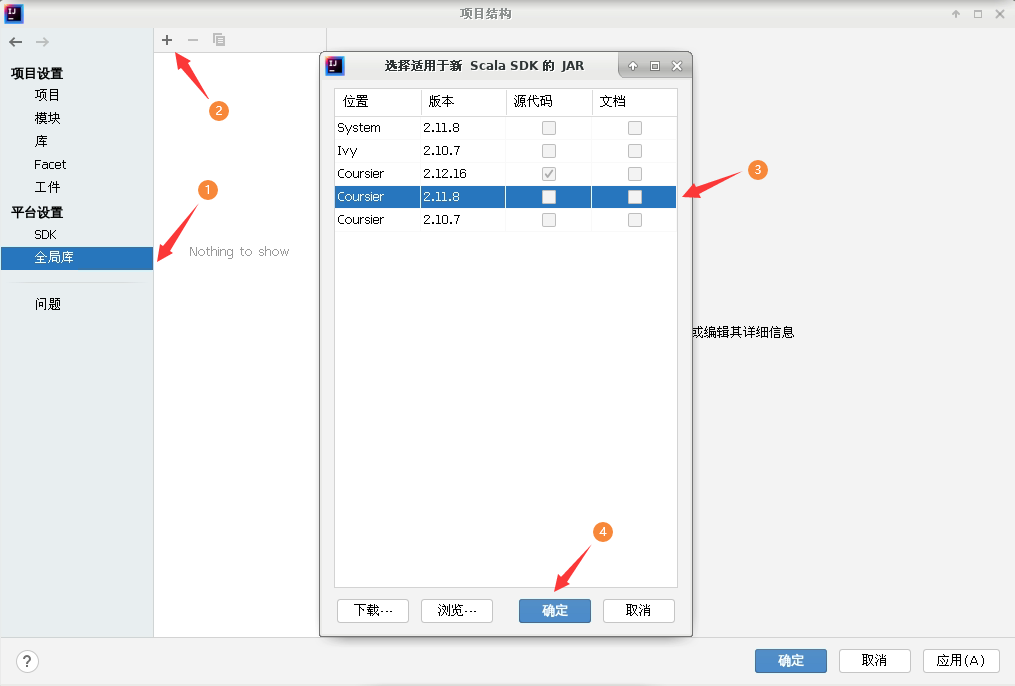 项目结构
项目设置
项目
模块
库
Facet
工件
平台设置
SDK
全局库
问题
2
1
Nothing to show
选择适用于新 Scala SDK 的 JAR
位置 版本 源代码 文档
System 2.11.8
Ivy 2.10.7
Coursier 2.12.16
Coursier 2.11.8
Coursier 2.10.7
3
4
下载... 浏览... 确定 取消
或编辑其详细信息
? 确定 取消 应用(A)